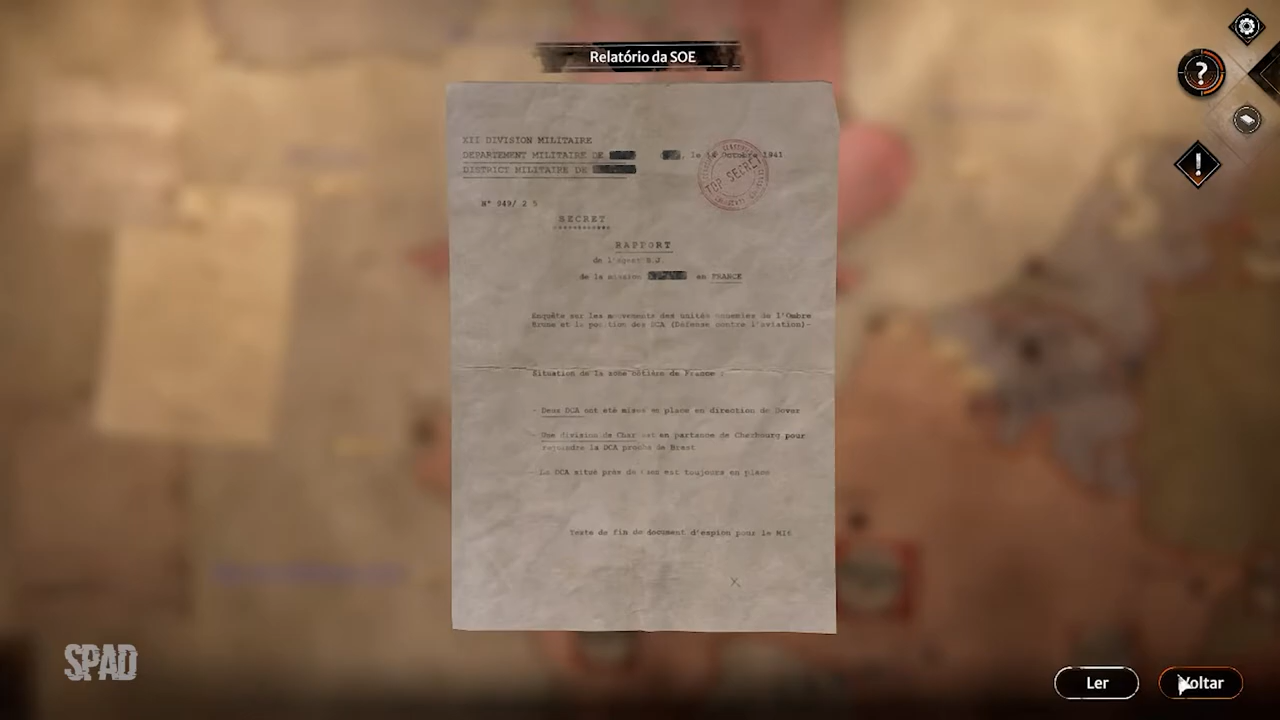 Relatório da SOE
XII DIVISION MILITAIRE
DEPARTEMENT MILITAIRE DE , le Octobre 1941
DISTRICT MILITAIRE DE
TOP SECRET
N° 949/ 2 5
SECRET
RAPPORT
de l'agent
de la mission en FRANCE
Enquête sur les mouvements des unités ennemies de l'Ombre
Brune et la position des DCA (Défense contre l'aviation)-
Situation de la zone côtière de France :
- Deux DCA ont été mises en place en direction de Dover
- Une division de Char est en partance de Cherbourg pour
rejoindre la DCA proche de Brest
- La DCA situé près de est toujours en place
Texte de fin de document d'espion pour le MI6
X
SPAD
Ler
Voltar